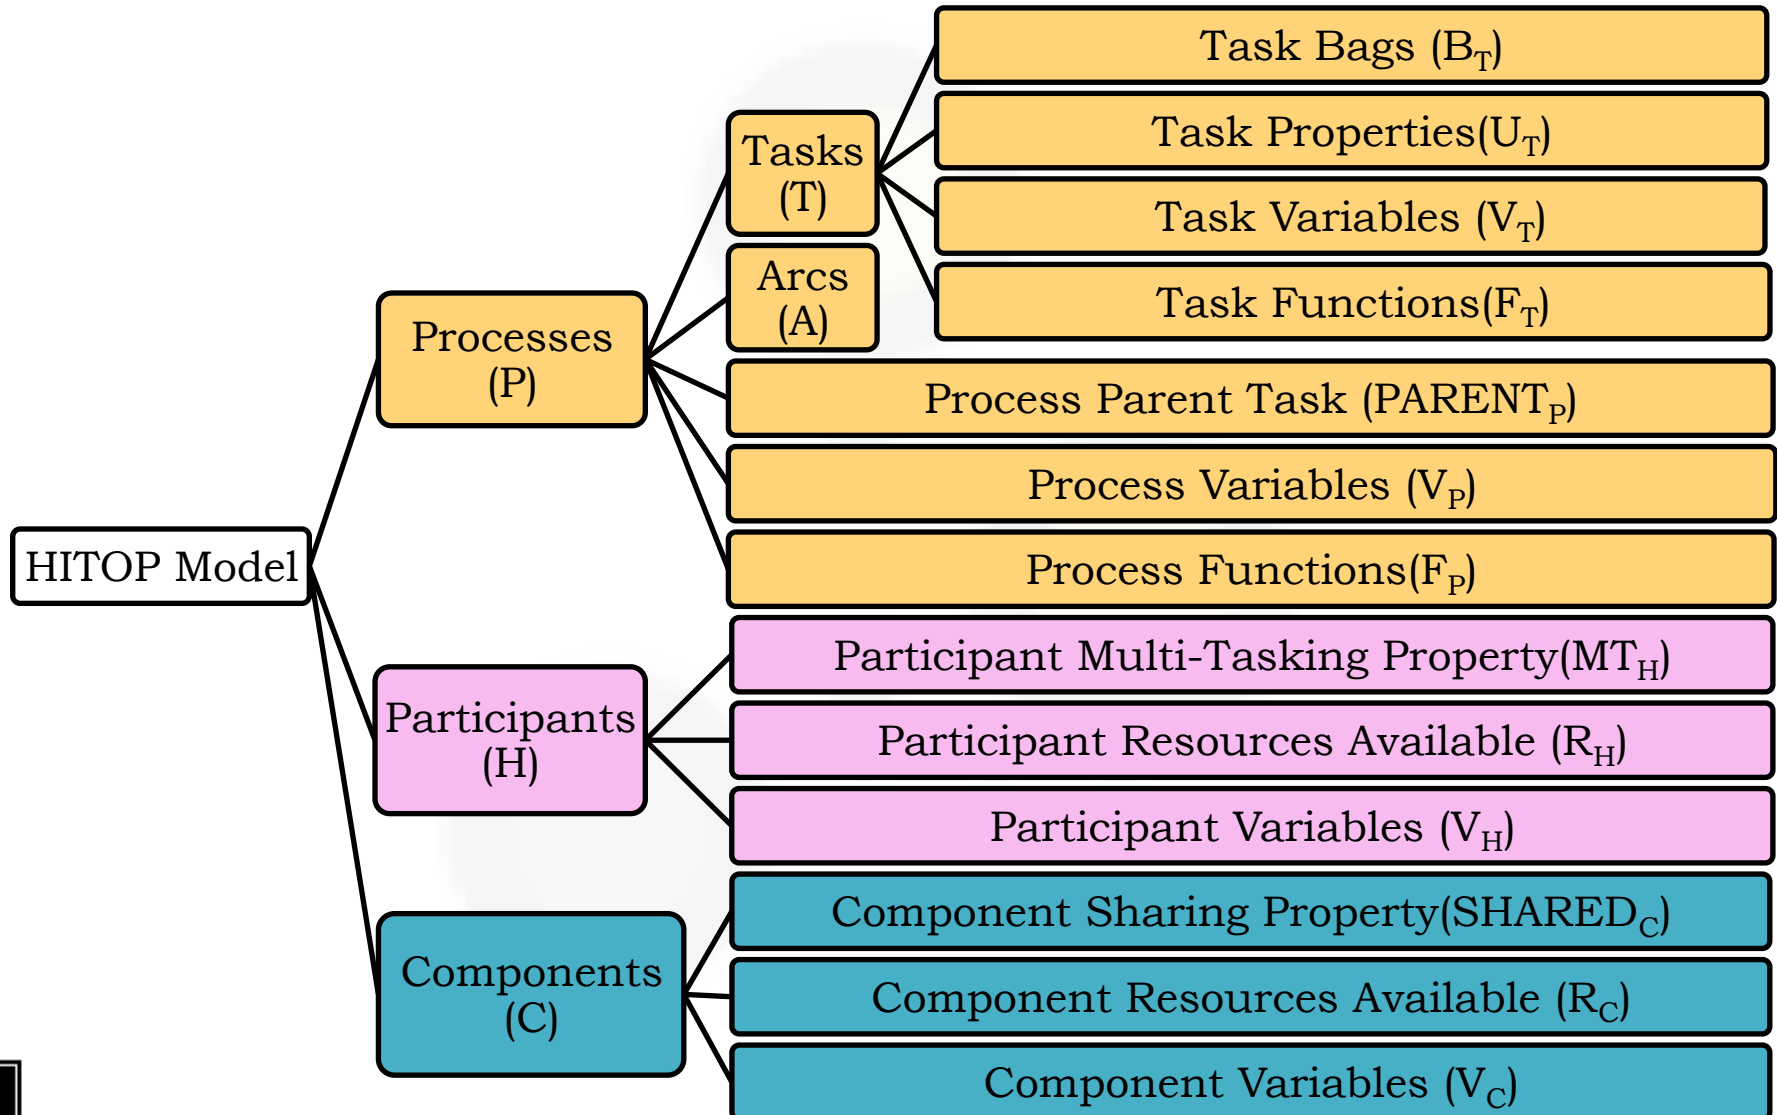 Task Bags (B_T)
Task Properties(U_T)
Tasks
(T)
Task Variables (V_T)
Task Functions(F_T)
Arcs
(A)
Processes
(P)
Process Parent Task (PARENT_P)
Process Variables (V_P)
Process Functions(F_P)
HITOP Model
Participant Multi-Tasking Property(MT_H)
Participants
(H)
Participant Resources Available (R_H)
Participant Variables (V_H)
Component Sharing Property(SHARED_C)
Components
(C)
Component Resources Available (R_C)
Component Variables (V_C)